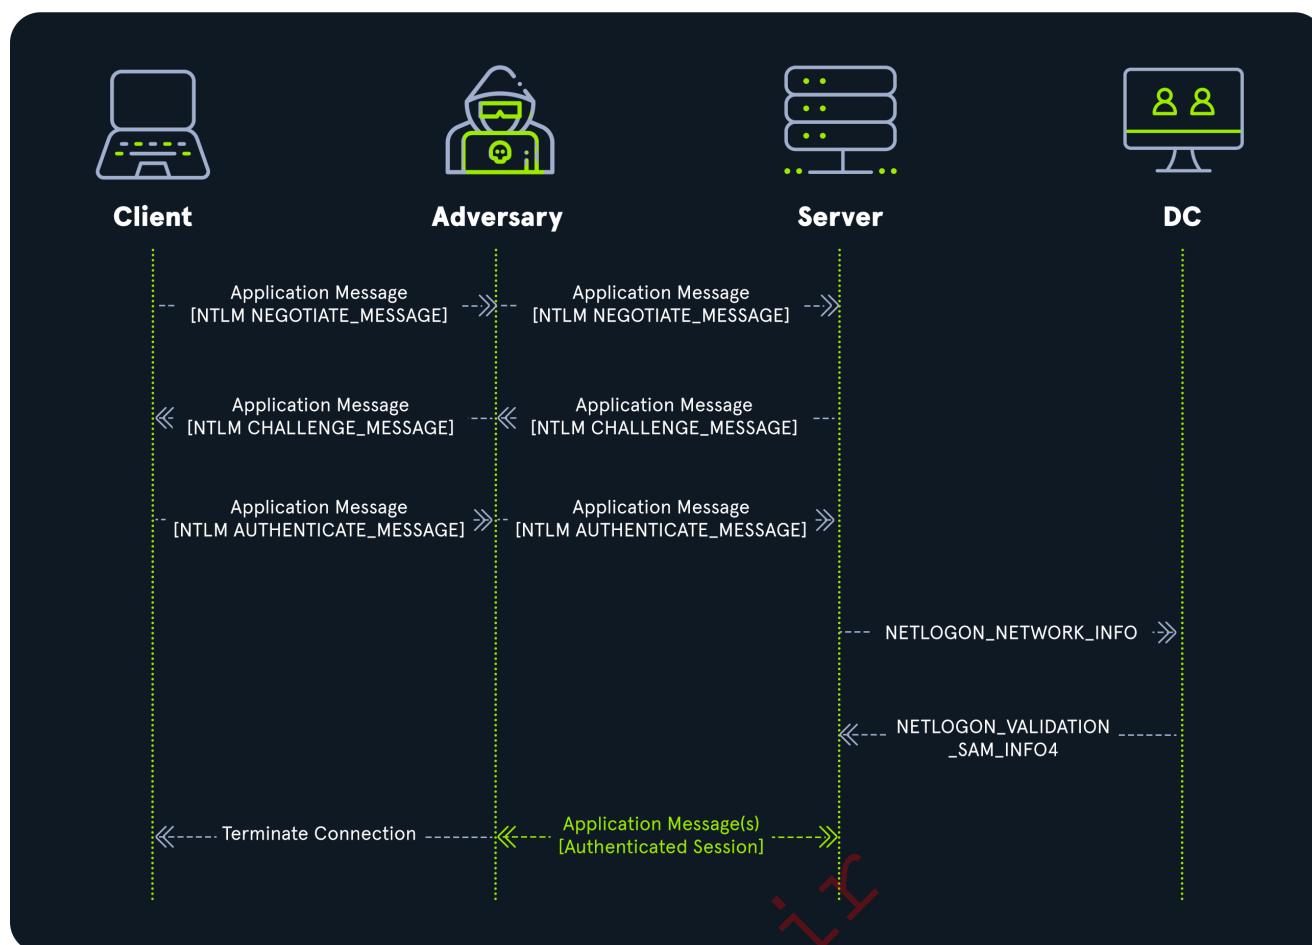 Client
Adversary
Server
DC
Application Message
[NTLM NEGOTIATE_MESSAGE]
Application Message
[NTLM NEGOTIATE_MESSAGE]
Application Message
[NTLM CHALLENGE_MESSAGE]
Application Message
[NTLM CHALLENGE_MESSAGE]
Application Message
[NTLM AUTHENTICATE_MESSAGE]
Application Message
[NTLM AUTHENTICATE_MESSAGE]
NETLOGON_NETWORK_INFO
NETLOGON_VALIDATION
_SAM_INFO4
Terminate Connection
Application Message(s)
[Authenticated Session]
ir